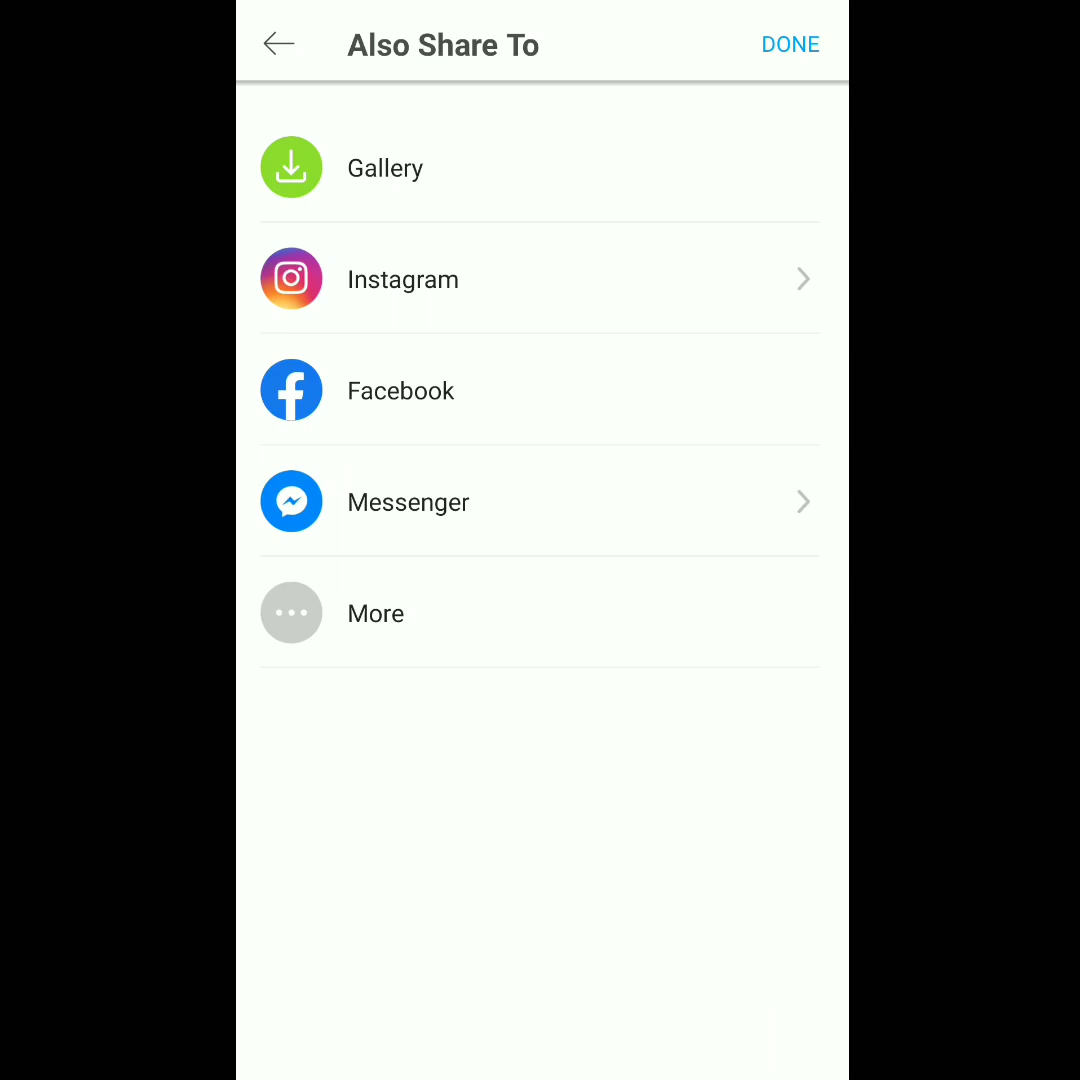 Also Share To
DONE
Gallery
Instagram
Facebook
Messenger
More